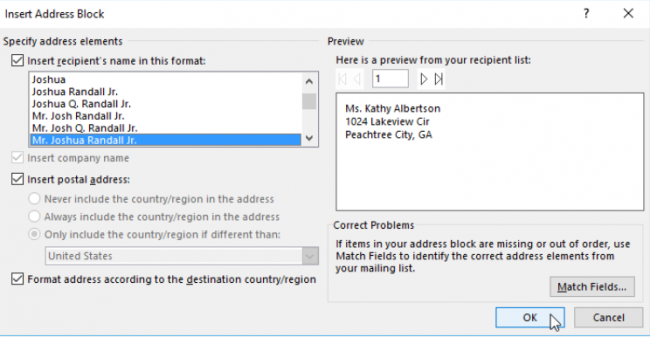 Insert Address Block
?
Specify address elements
Insert recipient's name in this format:
Joshua
Joshua Randall Jr.
Joshua Q. Randall Jr.
Mr. Josh Randall Jr.
Mr. Josh Q. Randall Jr.
Mr. Joshua Randall Jr.
Insert company name
Insert postal address:
Never include the country/region in the address
Always include the country/region in the address
Only include the country/region if different than:
United States
Format address according to the destination country/region
Preview
Here is a preview from your recipient list:
1
Ms. Kathy Albertson
1024 Lakeview Cir
Peachtree City, GA
Correct Problems
If items in your address block are missing or out of order, use
Match Fields to identify the correct address elements from
your mailing list.
Match Fields...
OK
Cancel